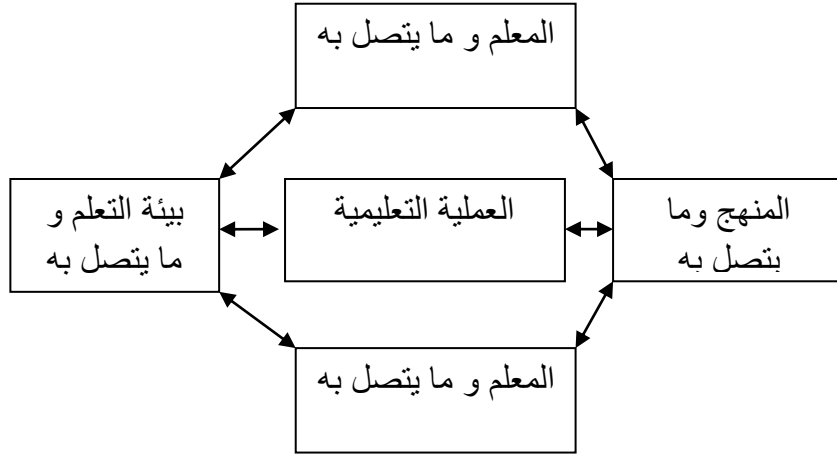 المعلم و ما يتصل به
المنهج وما
يتصل به
العملية التعليمية
بيئة التعلم و
ما يتصل به
المعلم و ما يتصل به